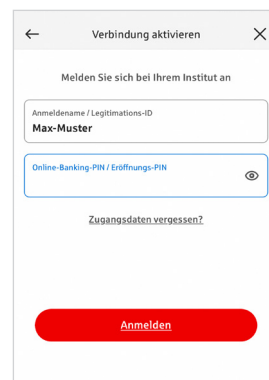 Verbindung aktivieren
Melden Sie sich bei Ihrem Institut an
Anmeldename / Legitimations-ID
Max-Muster
Online-Banking-PIN / Eröffnungs-PIN
Zugangsdaten vergessen?
Anmelden